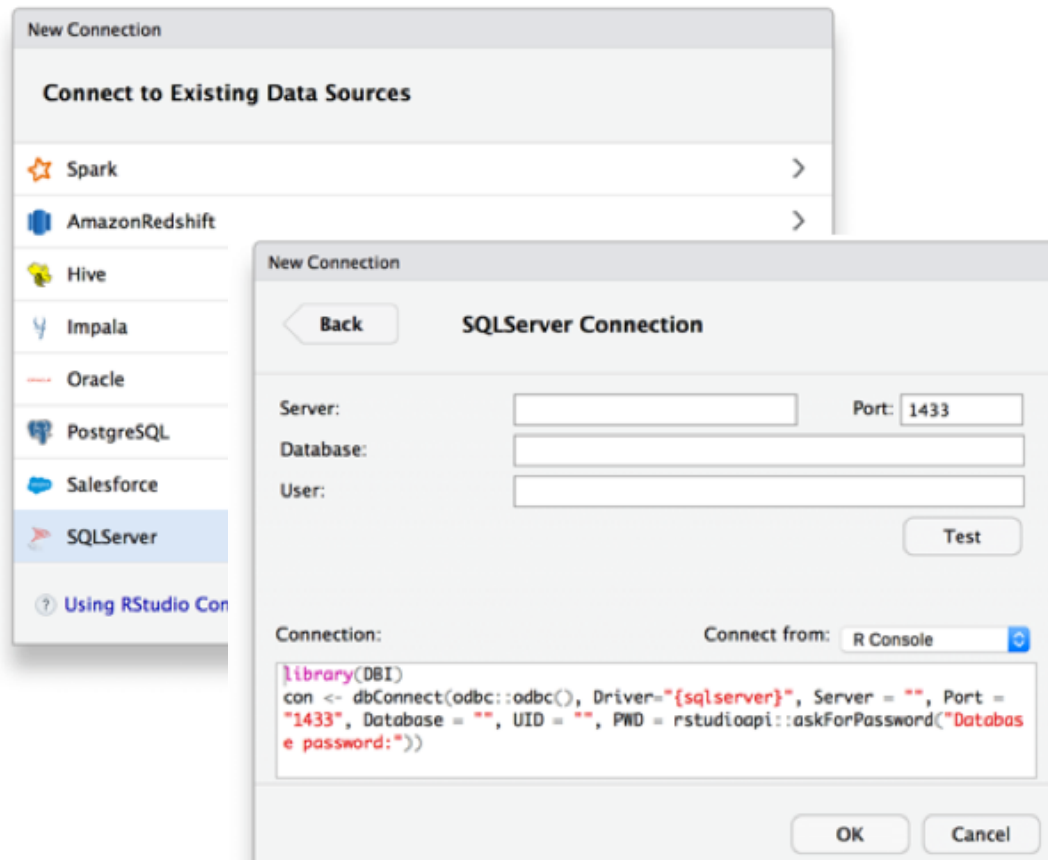 New Connection
Connect to Existing Data Sources
Spark
AmazonRedshift
Hive
Impala
Oracle
PostgreSQL
Salesforce
SQLServer
Using RStudio Con
New Connection
Back
SQLServer Connection
Server:
Port: 1433
Database:
User:
Test
Connection:
Connect from: R Console
library(DBI)
con <- dbConnect(odbc::odbc(), Driver="{sqlserver}", Server = "", Port =
"1433", Database = "", UID = "", PWD = rstudioapi::askForPassword("Databas
e password:"))
OK
Cancel